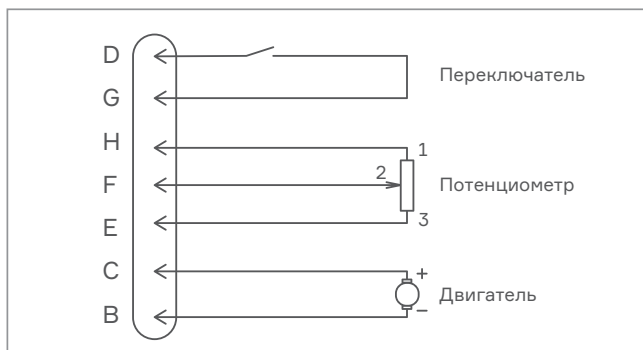 D
G
Переключатель
H
1
F
2
Потенциометр
E
3
C
+
Двигатель
B
−